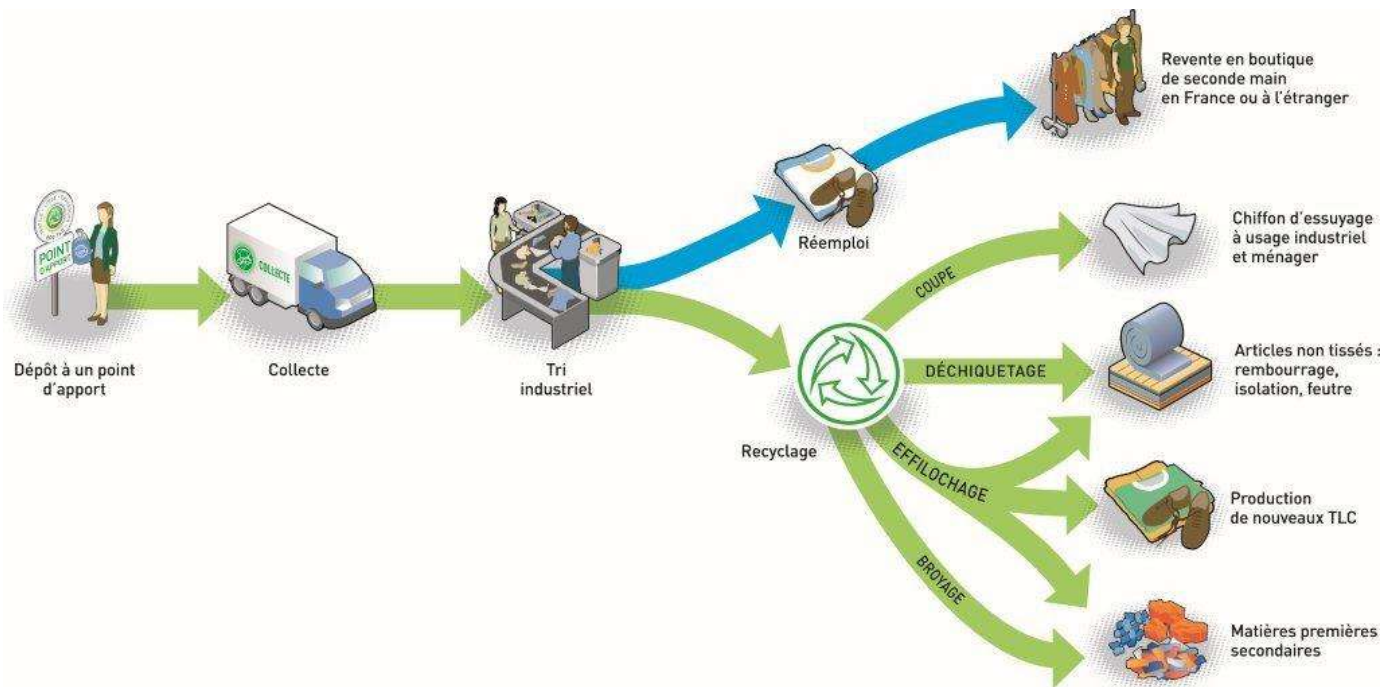 POINT
D'APPORT
Dépôt à un point
d'apport
COLLECTE
Collecte
Tri
industriel
Réemploi
Revente en boutique
de seconde main
en France ou à l'étranger
Recyclage
COUPE
Chiffon d'essuyage
à usage industriel
et ménager
DÉCHIQUETAGE
Articles non tissés :
rembourrage,
isolation, feutre
EFFILOCHAGE
Production
de nouveaux TLC
BROYAGE
Matières premières
secondaires